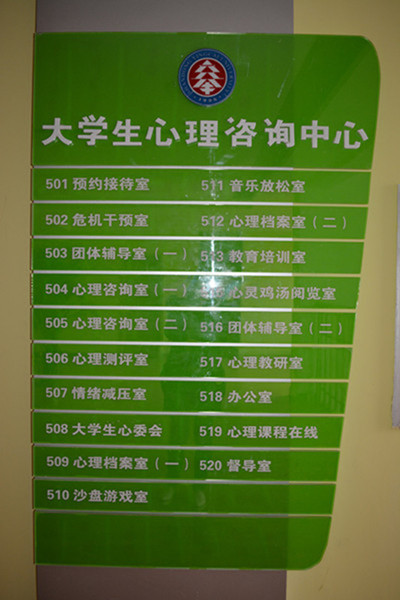 大学生心理咨询中心
501 预约接待室
502 危机干预室
503 团体辅导室(一)
504 心理咨询室(一)
505 心理咨询室(二)
506 心理测评室
507 情绪减压室
508 大学生心委会
509 心理档案室(一)
510 沙盘游戏室
511 音乐放松室
512 心理档案室(二)
513 教育培训室
心灵鸡汤阅览室
516 团体辅导室(二)
517 心理教研室
518 办公室
519 心理课程在线
520 督导室